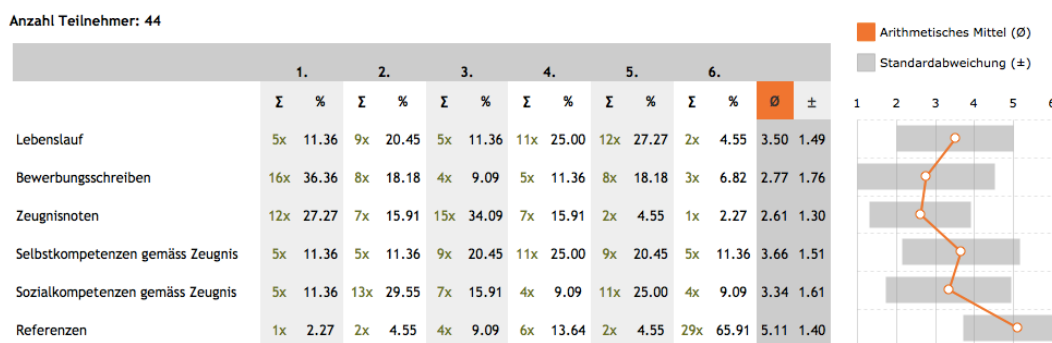 Anzahl Teilnehmer: 44
Arithmetisches Mittel (Ø)
Standardabweichung (±)
1. 2. 3. 4. 5. 6.
Σ % Σ % Σ % Σ % Σ % Σ % Ø ±
1 2 3 4 5 6
Lebenslauf 5x 11.36 9x 20.45 5x 11.36 11x 25.00 12x 27.27 2x 4.55 3.50 1.49
Bewerbungsschreiben 16x 36.36 8x 18.18 4x 9.09 5x 11.36 8x 18.18 3x 6.82 2.77 1.76
Zeugnisnoten 12x 27.27 7x 15.91 15x 34.09 7x 15.91 2x 4.55 1x 2.27 2.61 1.30
Selbstkompetenzen gemäss Zeugnis 5x 11.36 5x 11.36 9x 20.45 11x 25.00 9x 20.45 5x 11.36 3.66 1.51
Sozialkompetenzen gemäss Zeugnis 5x 11.36 13x 29.55 7x 15.91 4x 9.09 11x 25.00 4x 9.09 3.34 1.61
Referenzen 1x 2.27 2x 4.55 4x 9.09 6x 13.64 2x 4.55 29x 65.91 5.11 1.40